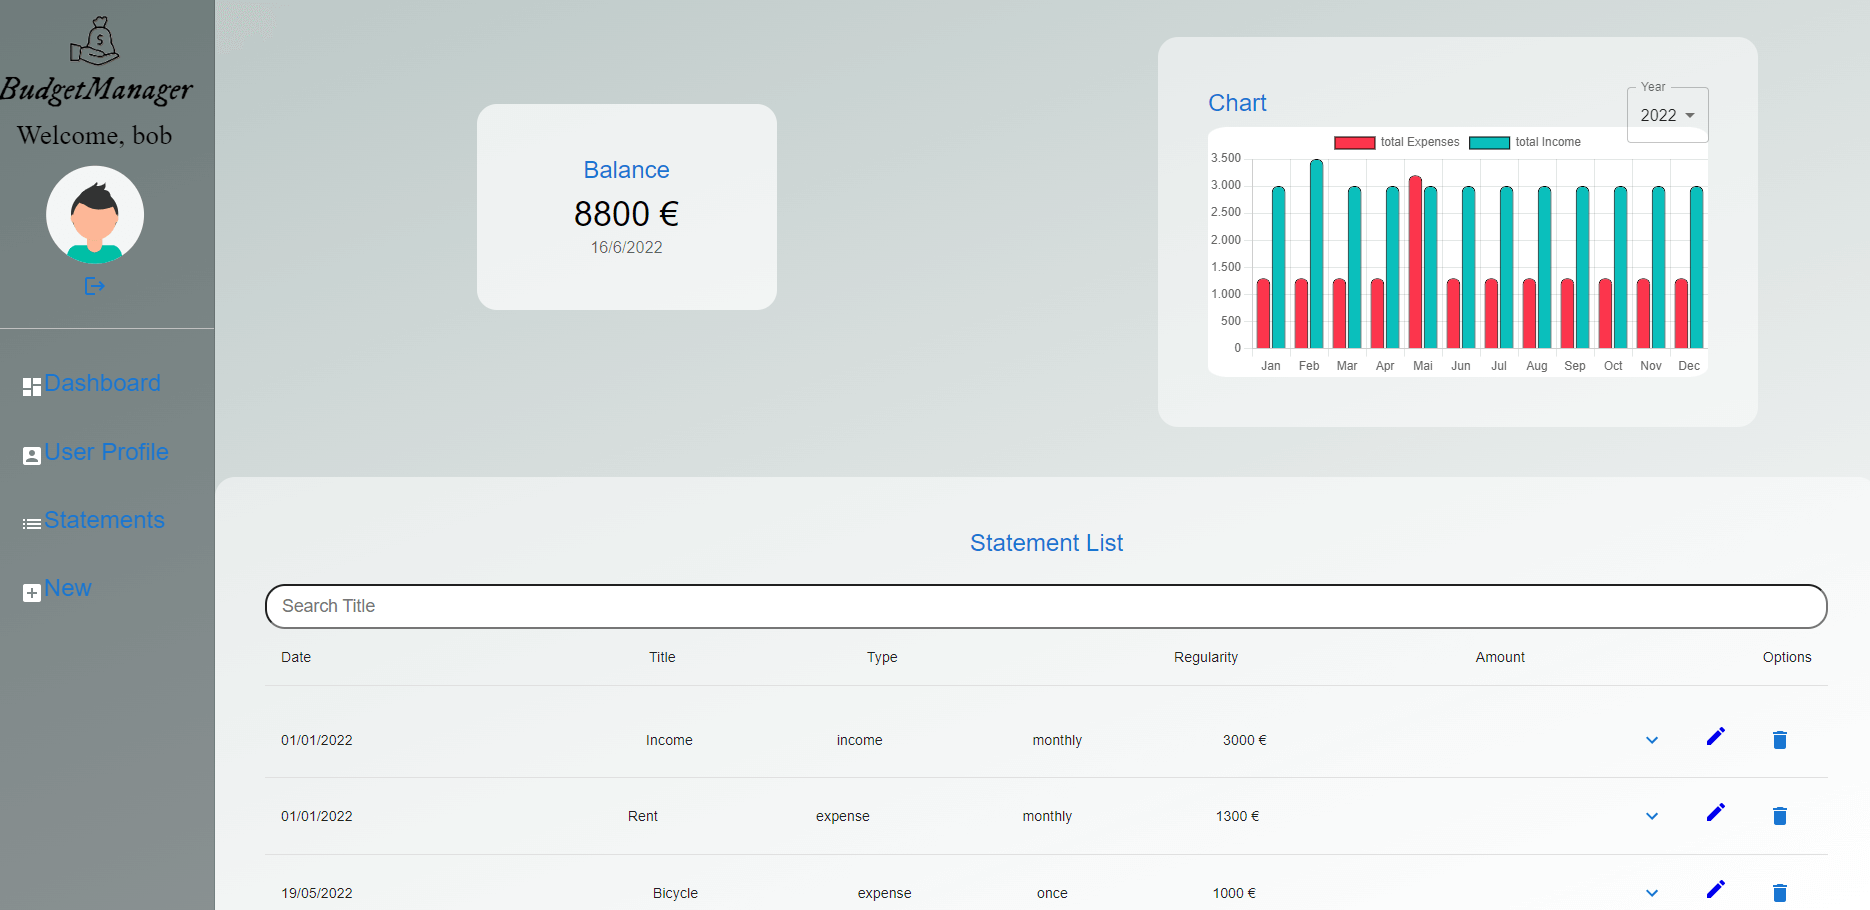 $
BudgetManager
Welcome, bob
Dashboard
User Profile
Statements
New
Balance
8800 €
16/6/2022
Chart
Year
2022
total Expenses total Income
3.500
3.000
2.500
2.000
1.500
1.000
500
0
Jan Feb Mar Apr Mai Jun Jul Aug Sep Oct Nov Dec
Statement List
Search Title
Date Title Type Regularity Amount Options
01/01/2022 Income income monthly 3000 €
01/01/2022 Rent expense monthly 1300 €
19/05/2022 Bicycle expense once 1000 €